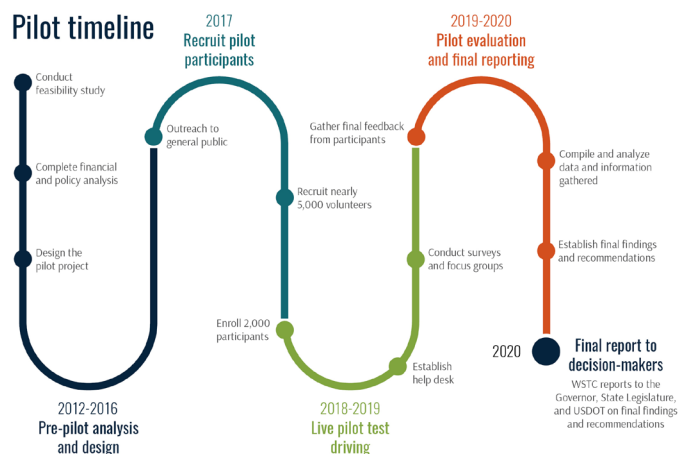 Pilot timeline
Conduct
feasibility study
Complete financial
and policy analysis
Design the
pilot project
2012-2016
Pre-pilot analysis
and design
2017
Recruit pilot
participants
Outreach to
general public
Recruit nearly
5,000 volunteers
Enroll 2,000
participants
Establish
help desk
2018-2019
Live pilot test
driving
Conduct surveys
and focus groups
2019-2020
Pilot evaluation
and final reporting
Gather final feedback
from participants
Compile and analyze
data and information
gathered
Establish final findings
and recommendations
2020
Final report to
decision-makers
WSTC reports to the
Governor, State Legislature,
and USDOT on final findings
and recommendations